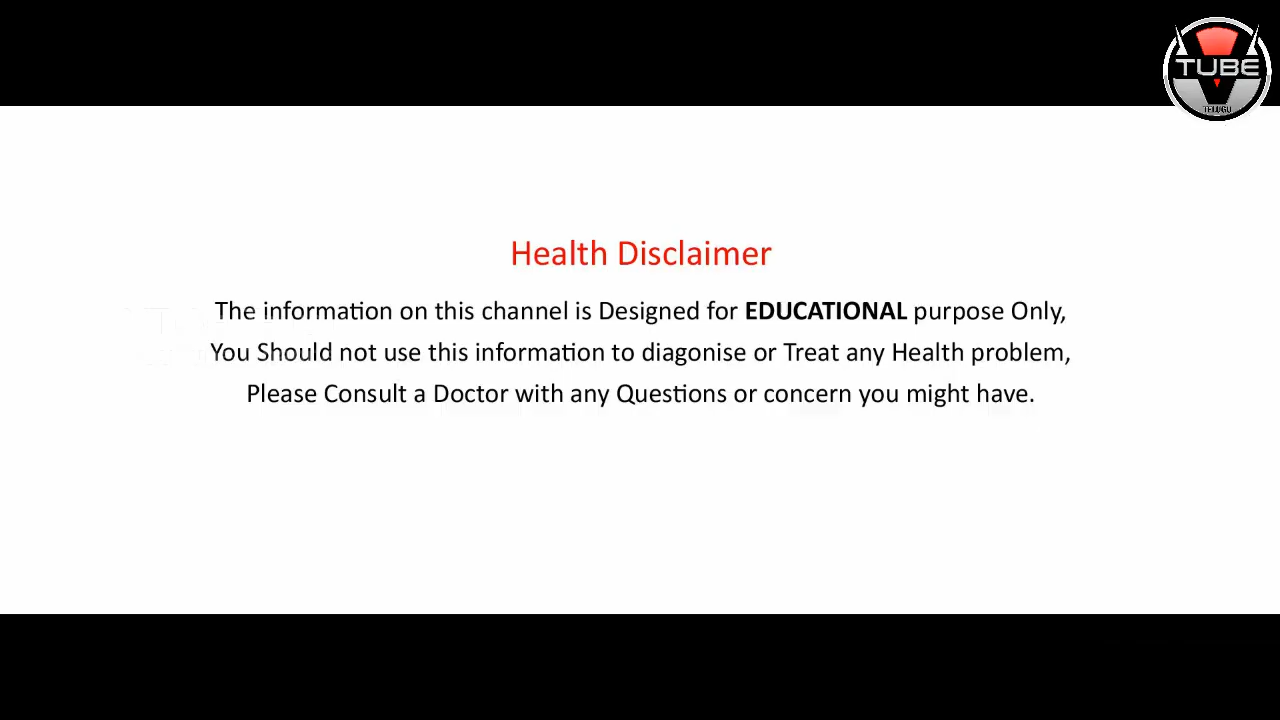 TUBE
TELUGU
Health Disclaimer
The information on this channel is Designed for EDUCATIONAL purpose Only,
You Should not use this information to diagonise or Treat any Health problem,
Please Consult a Doctor with any Questions or concern you might have.